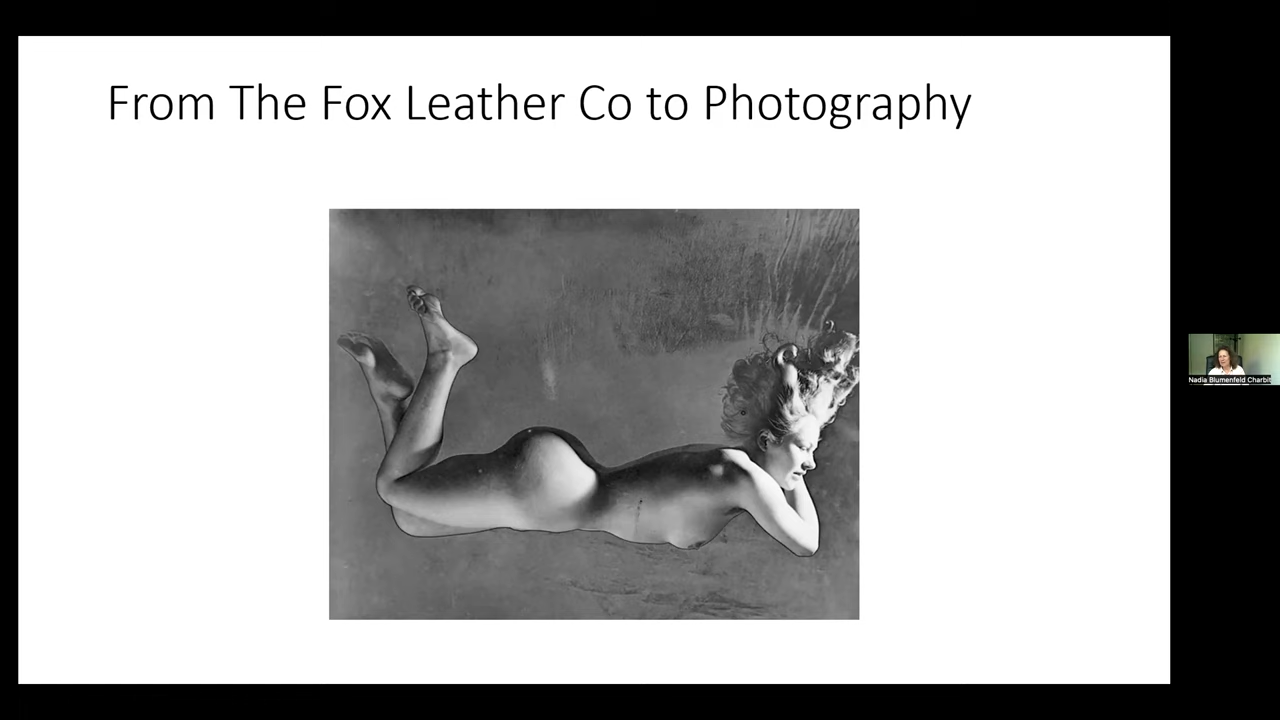 From The Fox Leather Co to Photography
Nadia Blumenfeld Charbit